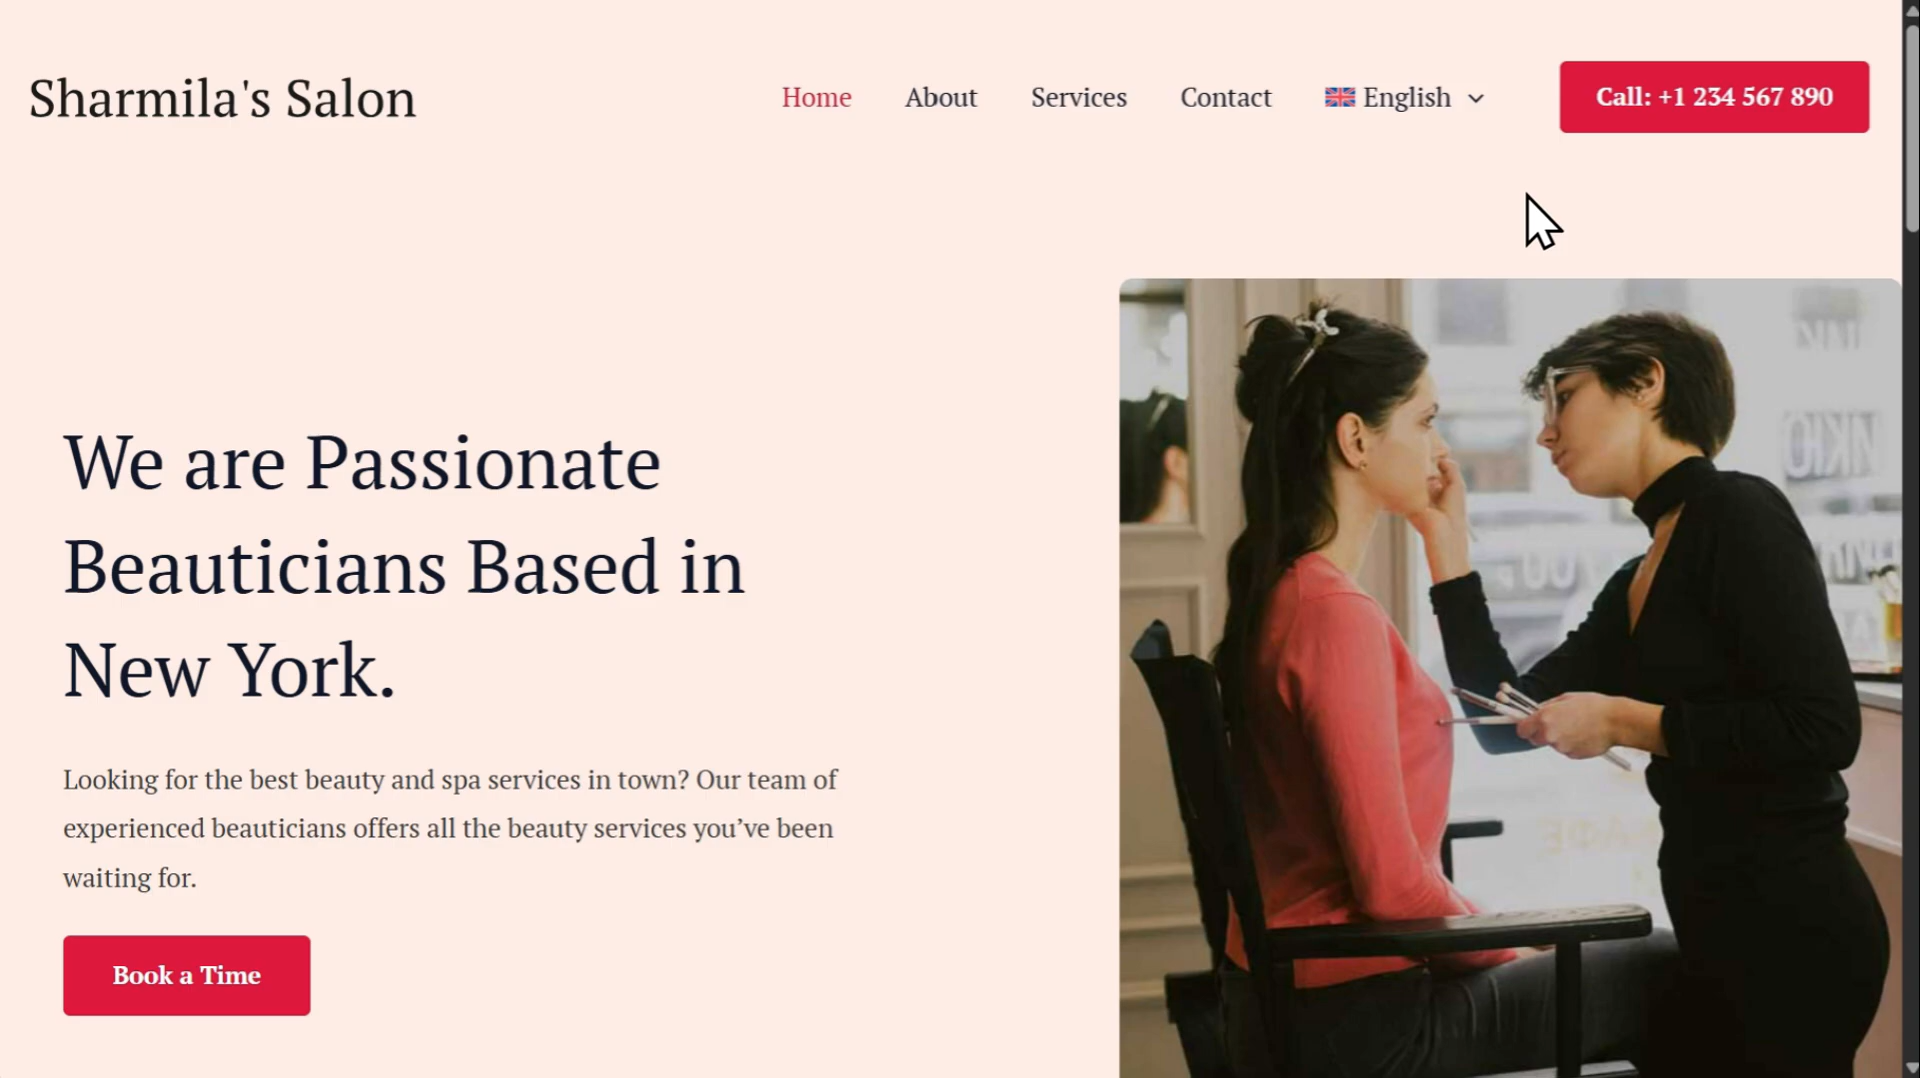 Sharmila's Salon
Home About Services Contact English Call: +1 234 567 890
We are Passionate
Beauticians Based in
New York.
Looking for the best beauty and spa services in town? Our team of
experienced beauticians offers all the beauty services you’ve been
waiting for.
Book a Time